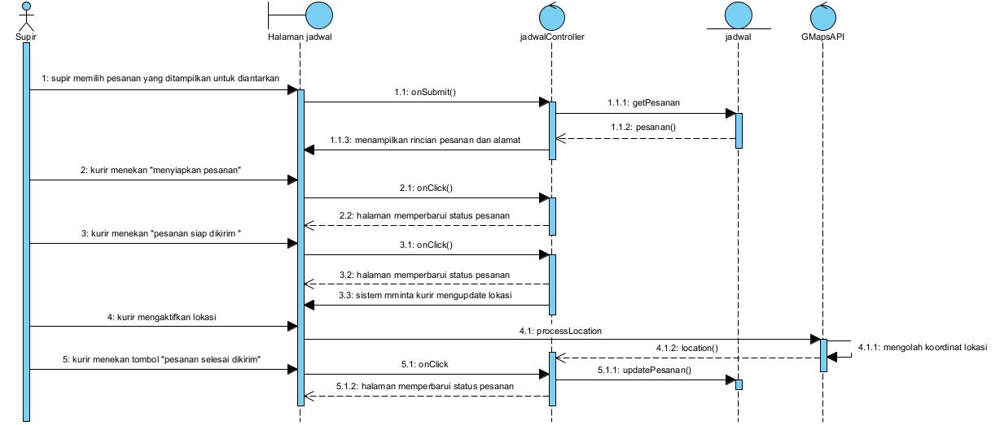 Supir
Halaman jadwal
jadwalController
jadwal
GMapsAPI
1: supir memilih pesanan yang ditampilkan untuk diantarkan
1.1: onSubmit()
1.1.1: getPesanan
1.1.2: pesanan()
1.1.3: menampilkan rincian pesanan dan alamat
2: kurir menekan "menyiapkan pesanan"
2.1: onClick()
2.2: halaman memperbarui status pesanan
3: kurir menekan "pesanan siap dikirim "
3.1: onClick()
3.2: halaman memperbarui status pesanan
3.3: sistem mminta kurir mengupdate lokasi
4: kurir mengaktifkan lokasi
4.1: processLocation
4.1.1: mengolah koordinat lokasi
4.1.2: location()
5: kurir menekan tombol "pesanan selesai dikirim"
5.1: onClick
5.1.1: updatePesanan()
5.1.2: halaman memperbarui status pesanan